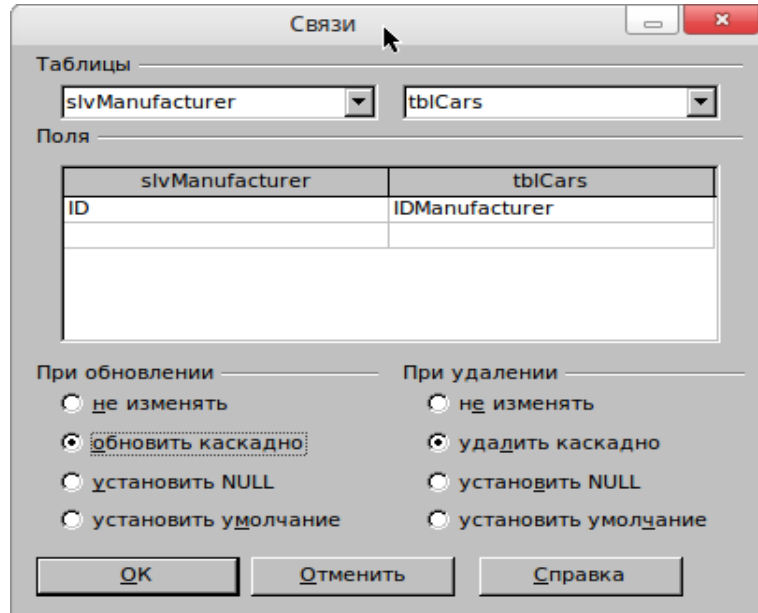 Связи
Таблицы
slvManufacturer tblCars
Поля
slvManufacturer tblCars
ID IDManufacturer
При обновлении При удалении
не изменять не изменять
обновить каскадно удалить каскадно
установить NULL установить NULL
установить умолчание установить умолчание
OK Отменить Справка